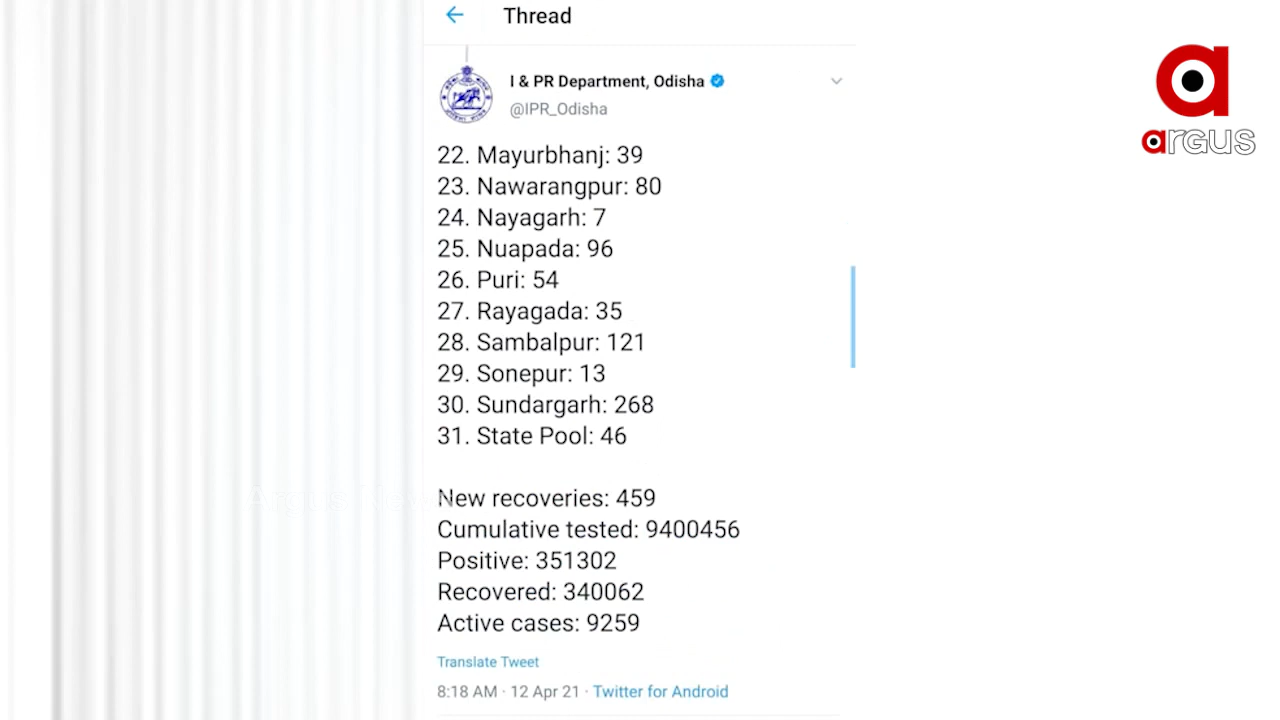 Thread
I & PR Department, Odisha
@IPR_Odisha
22. Mayurbhanj: 39
23. Nawarangpur: 80
24. Nayagarh: 7
25. Nuapada: 96
26. Puri: 54
27. Rayagada: 35
28. Sambalpur: 121
29. Sonepur: 13
30. Sundargarh: 268
31. State Pool: 46
New recoveries: 459
Cumulative tested: 9400456
Positive: 351302
Recovered: 340062
Active cases: 9259
Translate Tweet
8:18 AM · 12 Apr 21 · Twitter for Android
a
argus
Argus News